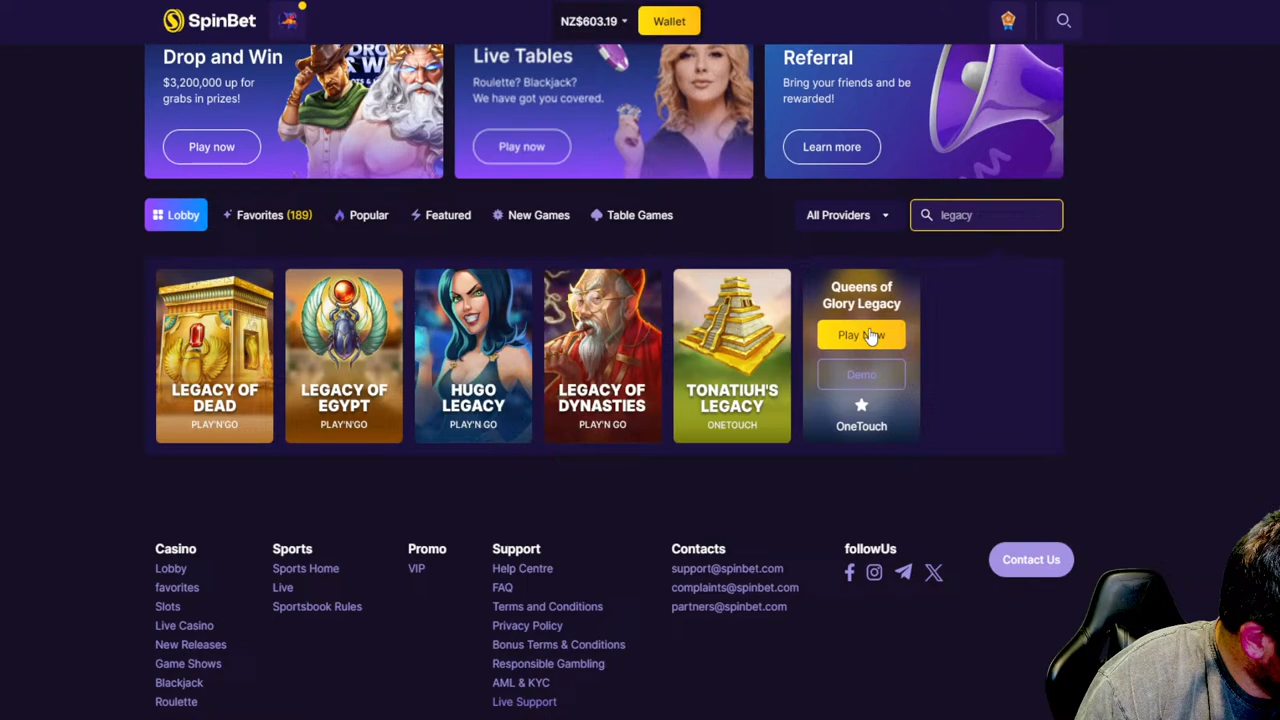 SpinBet
NZ$603.19
Wallet
Drop and Win
$3,200,000 up for
grabs in prizes!
Play now
Live Tables
Roulette? Blackjack?
We have got you covered.
Play now
Referral
Bring your friends and be
rewarded!
Learn more
Lobby
Favorites (189)
Popular
Featured
New Games
Table Games
All Providers
legacy
LEGACY OF
DEAD
PLAY'N'GO
LEGACY OF
EGYPT
PLAY'N'GO
HUGO
LEGACY
PLAY'N GO
LEGACY OF
DYNASTIES
PLAY'N GO
TONATIUH'S
LEGACY
ONETOUCH
Queens of
Glory Legacy
Play Now
Demo
OneTouch
Casino
Lobby
favorites
Slots
Live Casino
New Releases
Game Shows
Blackjack
Roulette
Sports
Sports Home
Live
Sportsbook Rules
Promo
VIP
Support
Help Centre
FAQ
Terms and Conditions
Privacy Policy
Bonus Terms & Conditions
Responsible Gambling
AML & KYC
Live Support
Contacts
support@spinbet.com
complaints@spinbet.com
partners@spinbet.com
followUs
Contact Us